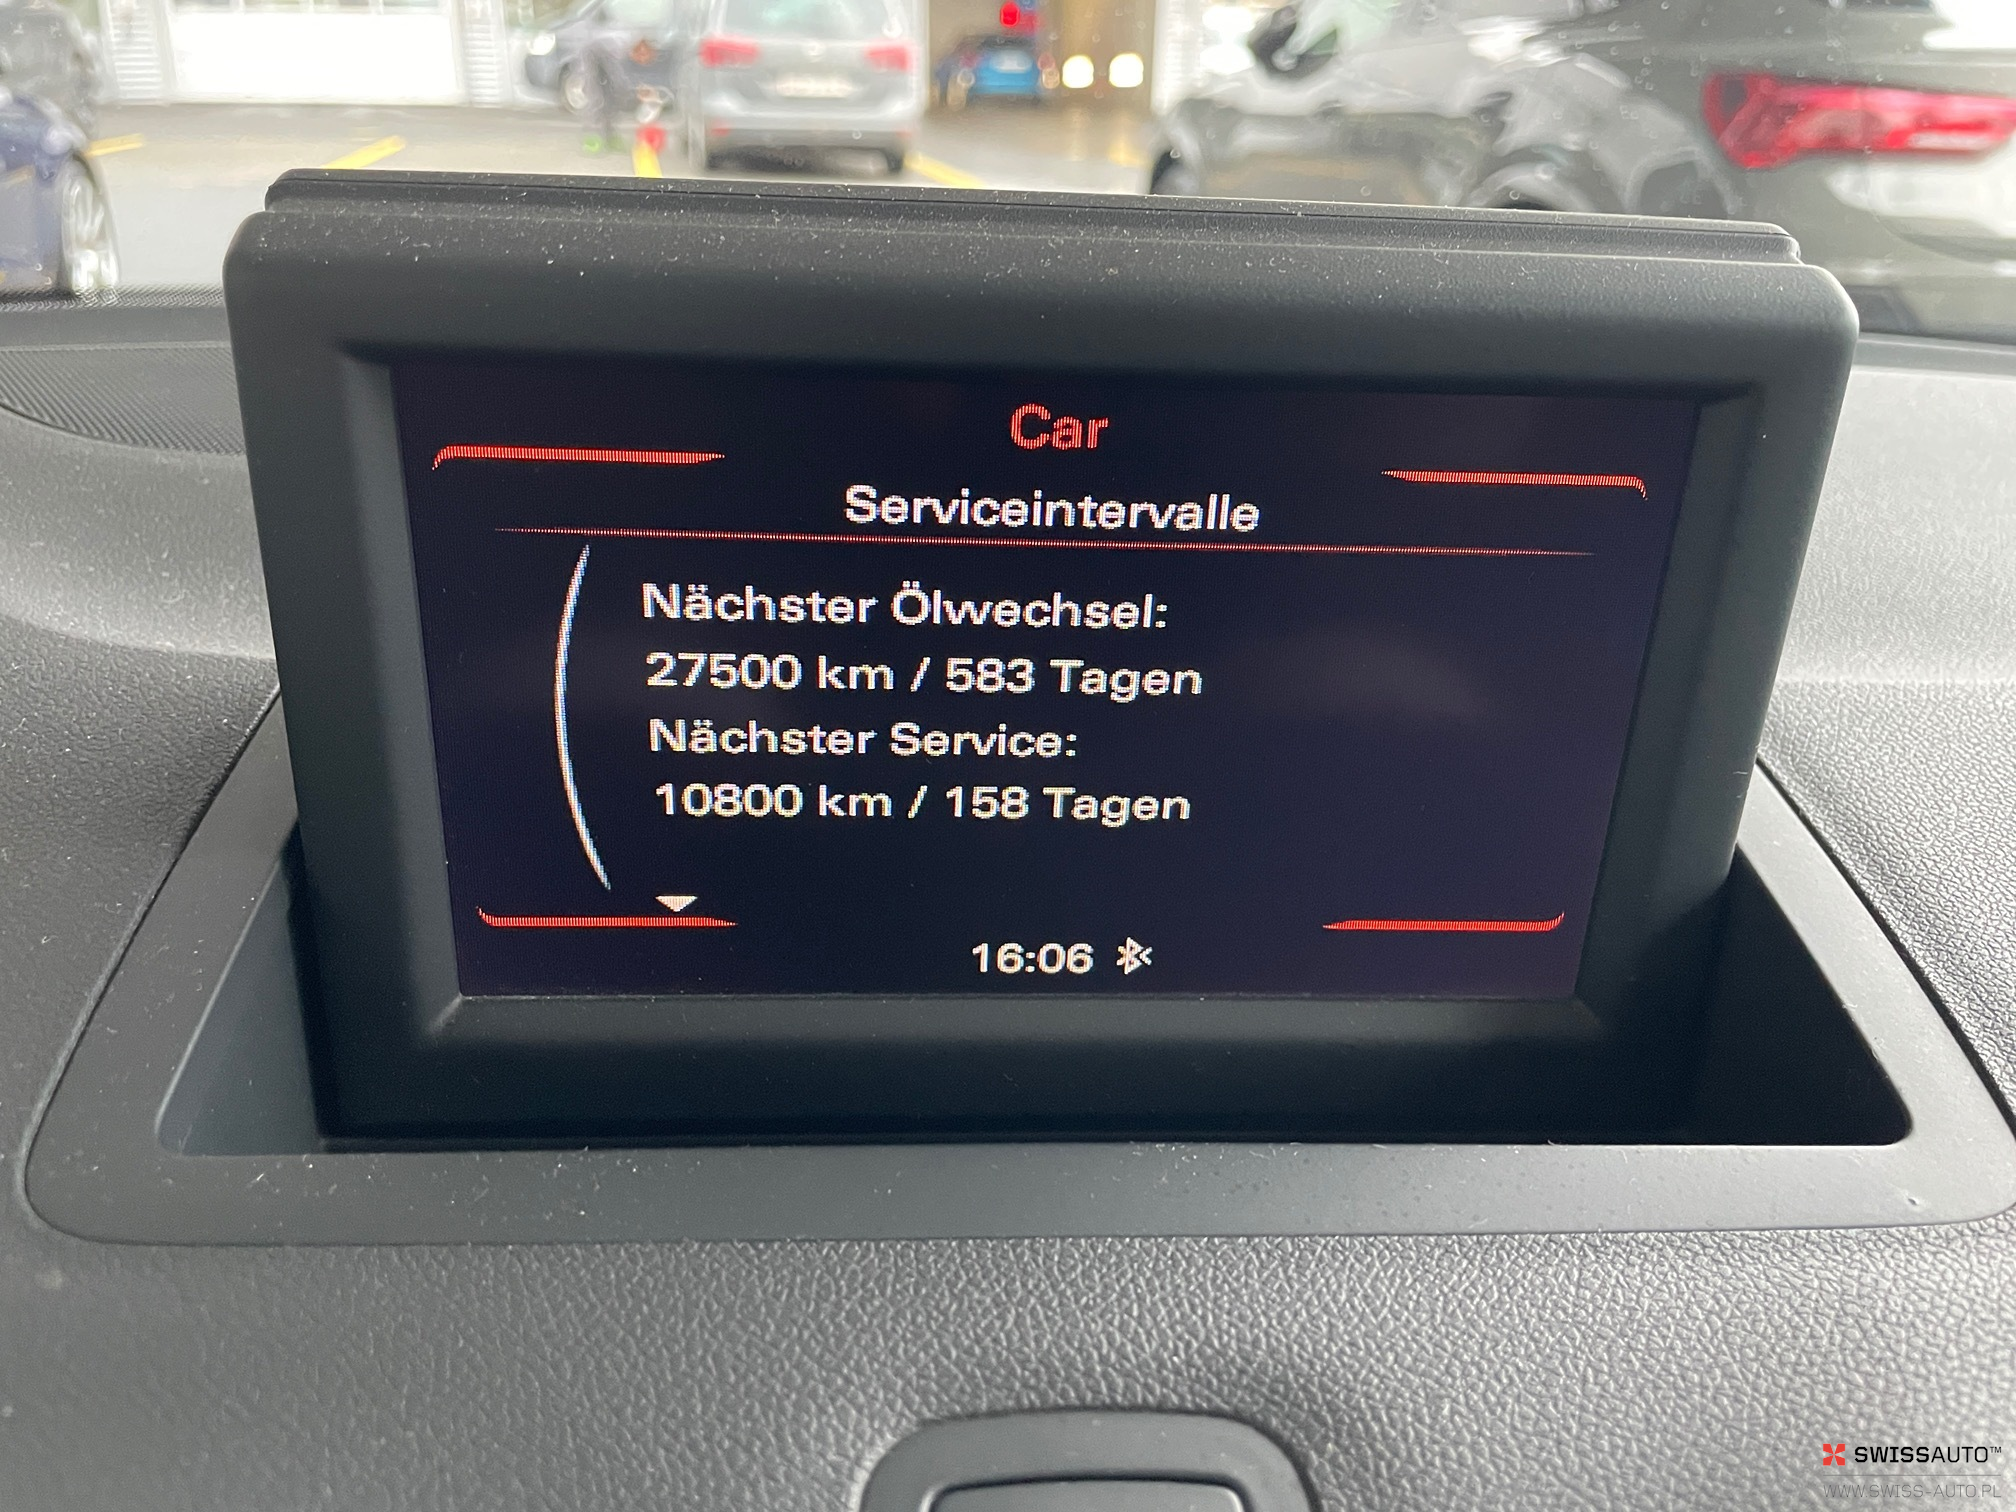 Car
Serviceintervalle
Nächster Ölwechsel:
27500 km / 583 Tagen
Nächster Service:
10800 km / 158 Tagen
16:06
SWISSAUTO™
WWW.SWISS-AUTO.PL